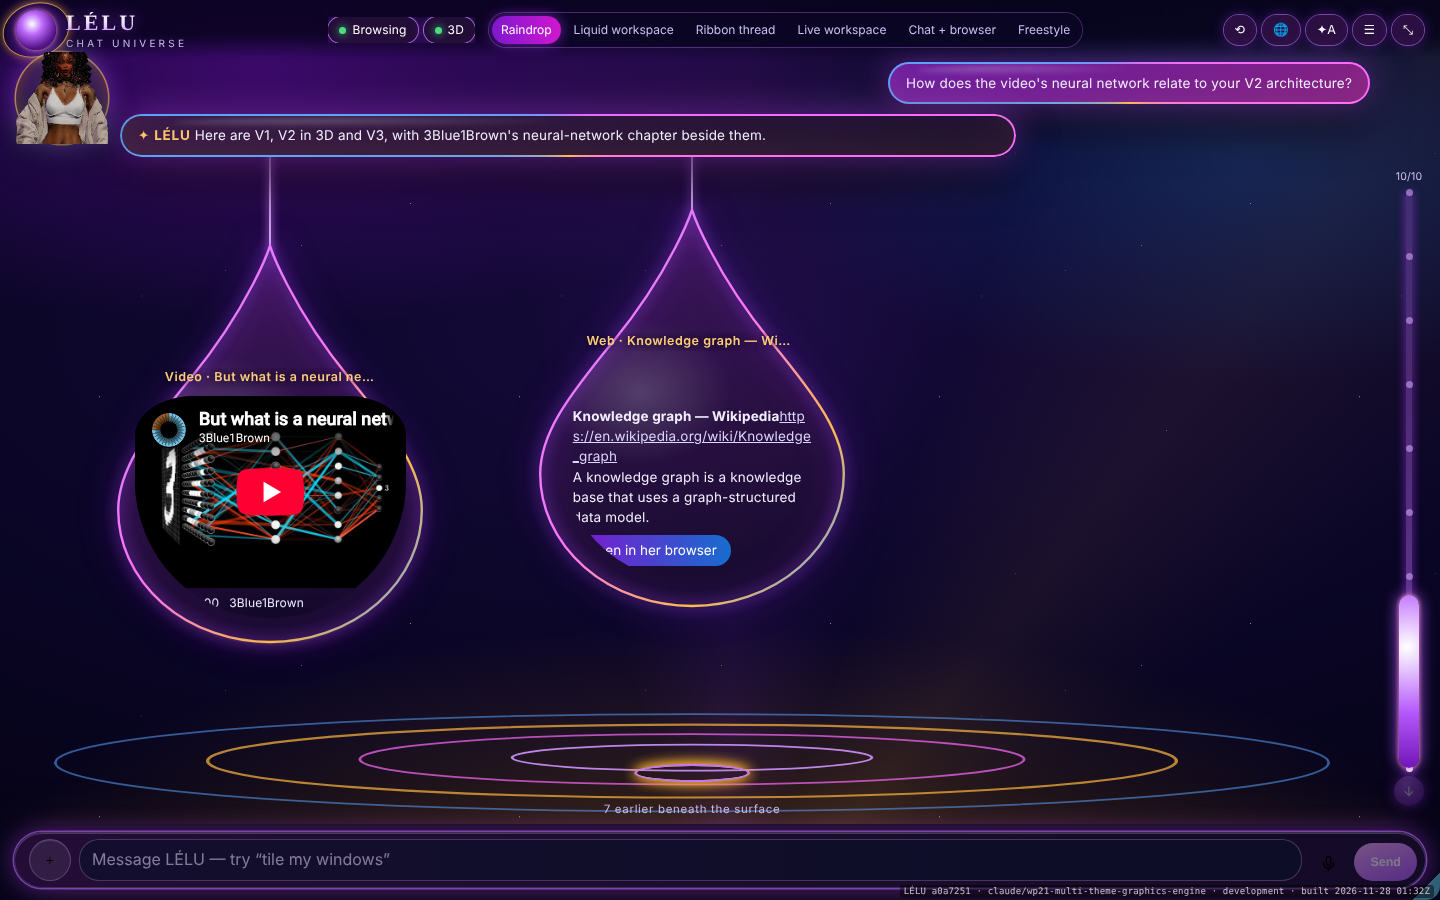 LÉLU
CHAT UNIVERSE
Browsing
3D
Raindrop
Liquid workspace
Ribbon thread
Live workspace
Chat + browser
Freestyle
✦A
How does the video's neural network relate to your V2 architecture?
✦ LÉLU Here are V1, V2 in 3D and V3, with 3Blue1Brown's neural-network chapter beside them.
10/10
Video · But what is a neural ne…
But what is a neural netw
3Blue1Brown
3
3Blue1Brown
Web · Knowledge graph — Wi…
Knowledge graph — Wikipediahttp
s://en.wikipedia.org/wiki/Knowledge
_graph
A knowledge graph is a knowledge
base that uses a graph-structured
data model.
en in her browser
7 earlier beneath the surface
+
Message LÉLU — try “tile my windows”
Send
LÉLU a0a7251 · claude/wp21-multi-theme-graphics-engine · development · built 2026-11-28 01:32Z